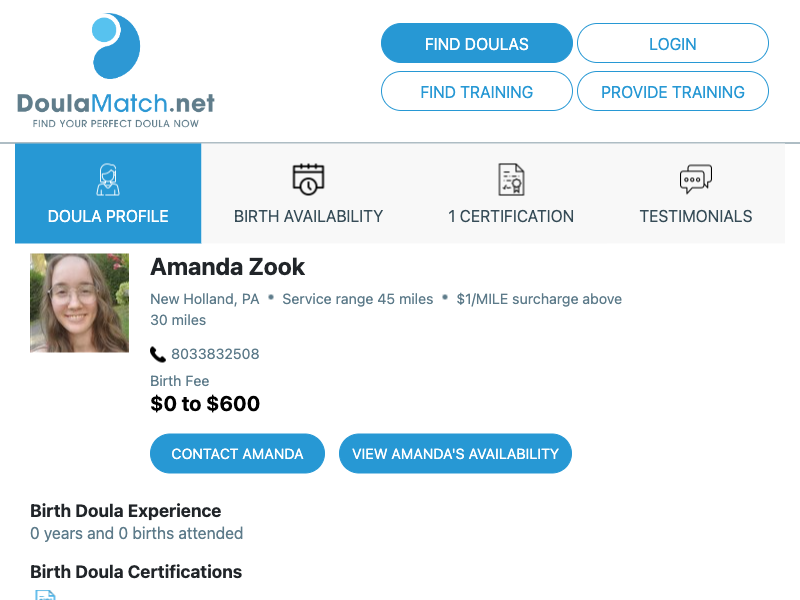 DoulaMatch.net
FIND YOUR PERFECT DOULA NOW
FIND DOULAS
LOGIN
FIND TRAINING
PROVIDE TRAINING
DOULA PROFILE
BIRTH AVAILABILITY
1 CERTIFICATION
TESTIMONIALS
Amanda Zook
New Holland, PA • Service range 45 miles • $1/MILE surcharge above
30 miles
8033832508
Birth Fee
$0 to $600
CONTACT AMANDA
VIEW AMANDA'S AVAILABILITY
Birth Doula Experience
0 years and 0 births attended
Birth Doula Certifications